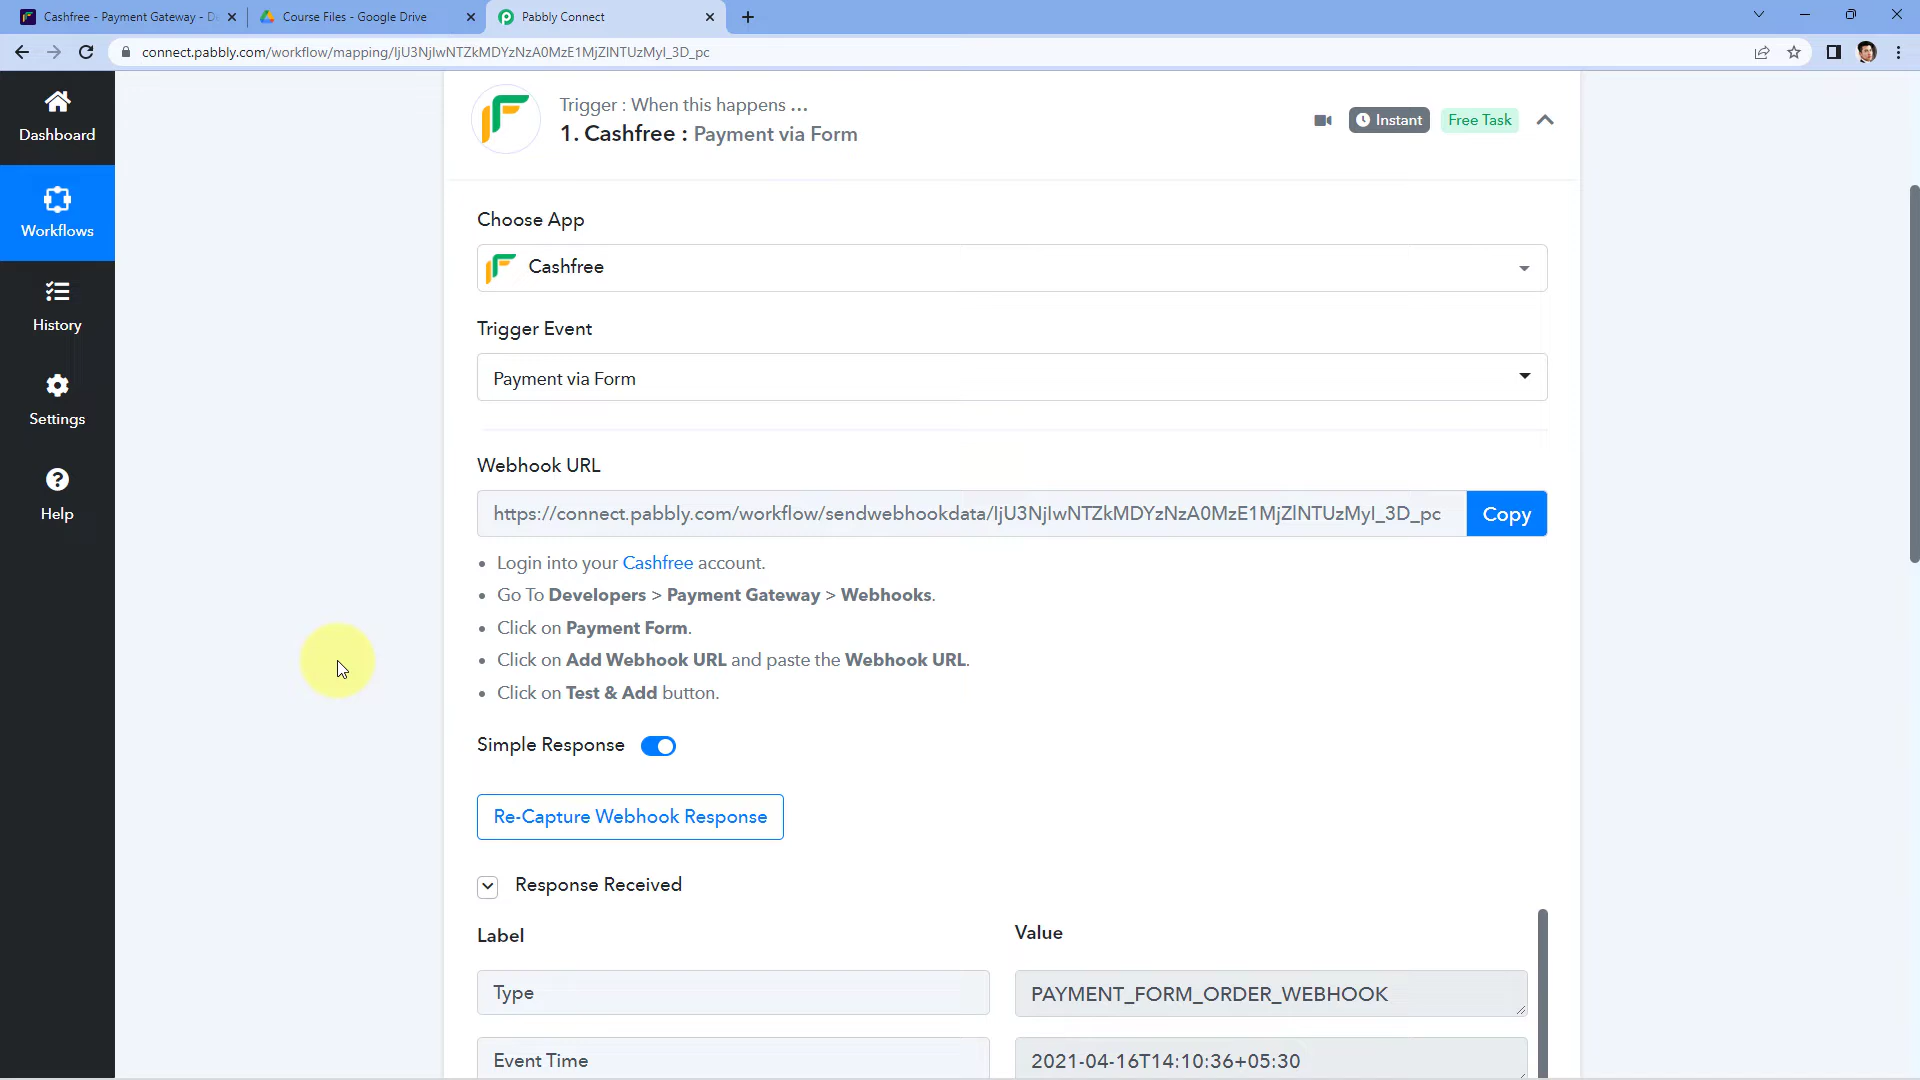 Cashfree - Payment Gateway - D
Course Files - Google Drive
Pabbly Connect
connect.pabbly.com/workflow/mapping/IjU3NjIwNTZkMDYzNzA0MzE1MjZlNTUzMyI_3D_pc
Dashboard
Workflows
History
Settings
Help
Trigger : When this happens ...
1. Cashfree : Payment via Form
Instant
Free Task
Choose App
Cashfree
Trigger Event
Payment via Form
Webhook URL
https://connect.pabbly.com/workflow/sendwebhookdata/IjU3NjIwNTZkMDYzNzA0MzE1MjZlNTUzMyI_3D_pc
Copy
• Login into your Cashfree account.
• Go To Developers > Payment Gateway > Webhooks.
• Click on Payment Form.
• Click on Add Webhook URL and paste the Webhook URL.
• Click on Test & Add button.
Simple Response
Re-Capture Webhook Response
Response Received
Label
Value
Type
PAYMENT_FORM_ORDER_WEBHOOK
Event Time
2021-04-16T14:10:36+05:30